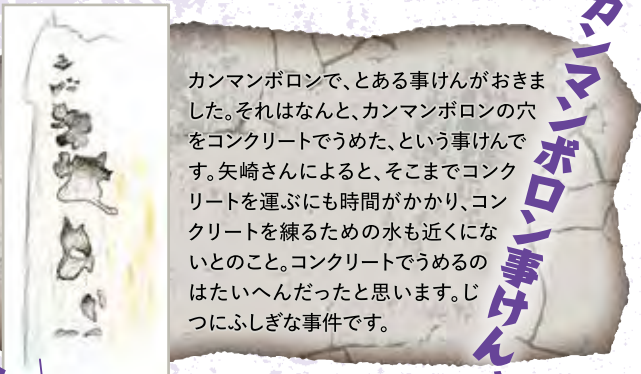 カンマンボロン事けん
カンマンボロンで、とある事けんがおきま
した。それはなんと、カンマンボロンの穴
をコンクリートでうめた、という事けんで
す。矢崎さんによると、そこまでコンク
リートを運ぶにも時間がかかり、コン
クリートを練るための水も近くにな
いとのこと。コンクリートでうめるの
はたいへんだったと思います。じ
つにふしぎな事件です。